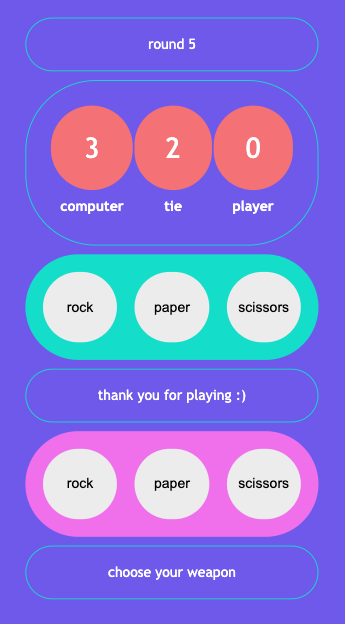 round 5
3 2 0
computer tie player
rock paper scissors
thank you for playing :)
rock paper scissors
choose your weapon